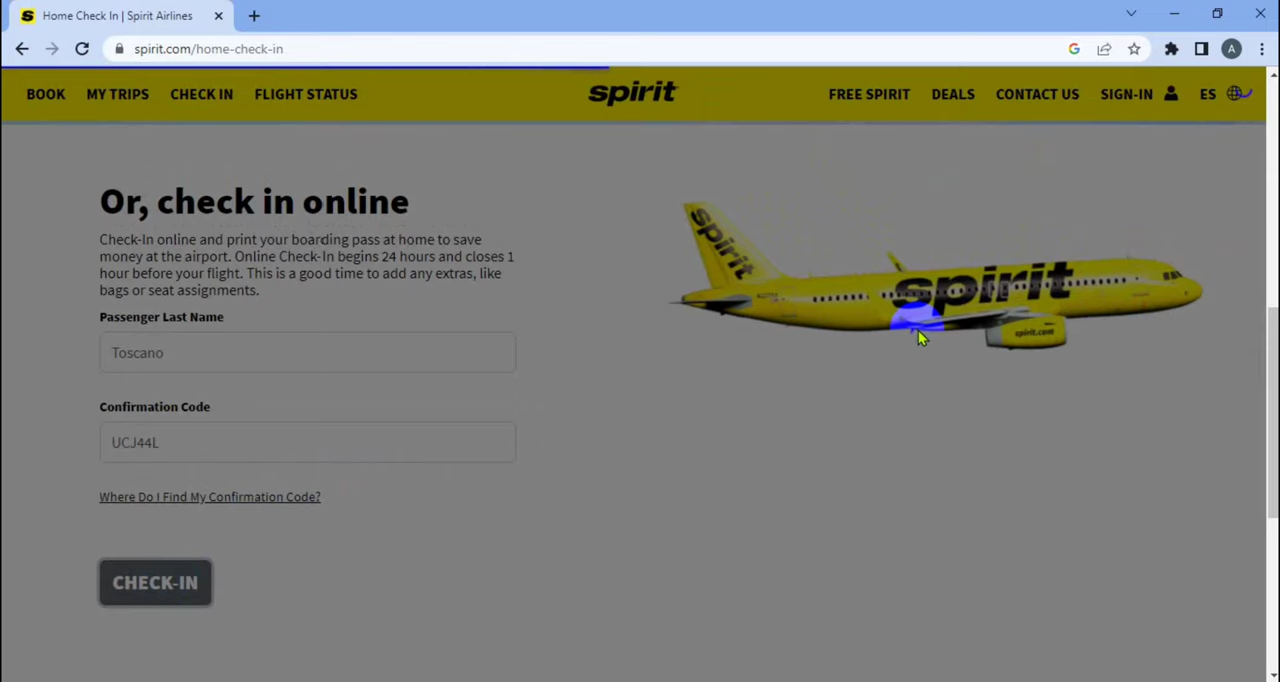 Home Check In | Spirit Airlines
spirit.com/home-check-in
A
BOOK MY TRIPS CHECK IN FLIGHT STATUS spirit FREE SPIRIT DEALS CONTACT US SIGN-IN ES
Or, check in online
Check-In online and print your boarding pass at home to save
money at the airport. Online Check-In begins 24 hours and closes 1
hour before your flight. This is a good time to add any extras, like
bags or seat assignments.
Passenger Last Name
Toscano
Confirmation Code
UCJ44L
Where Do I Find My Confirmation Code?
CHECK-IN
spirit
spirit
spirit.com